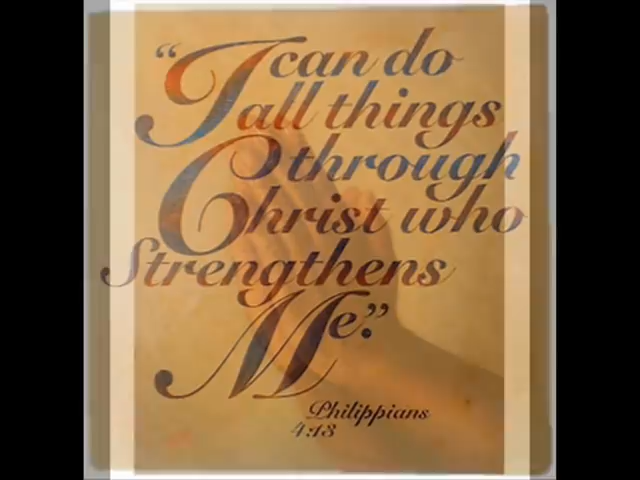 “I can do
all things
through
Christ who
Strengthens
Me.”
Philippians
4:13